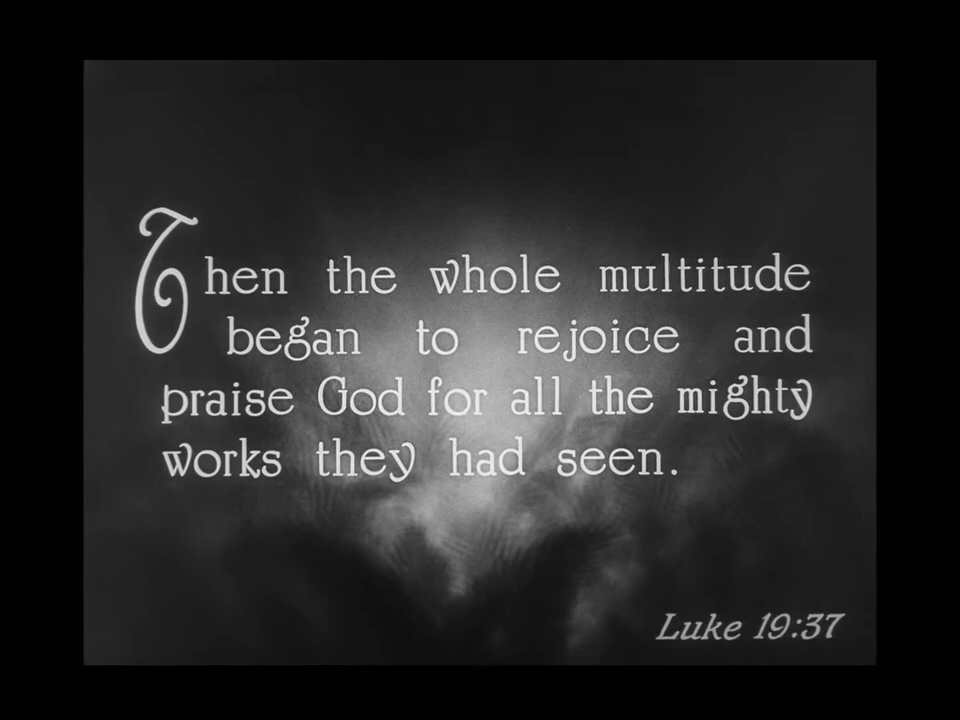 Then the whole multitude
began to rejoice and
praise God for all the mighty
works they had seen.
Luke 19:37